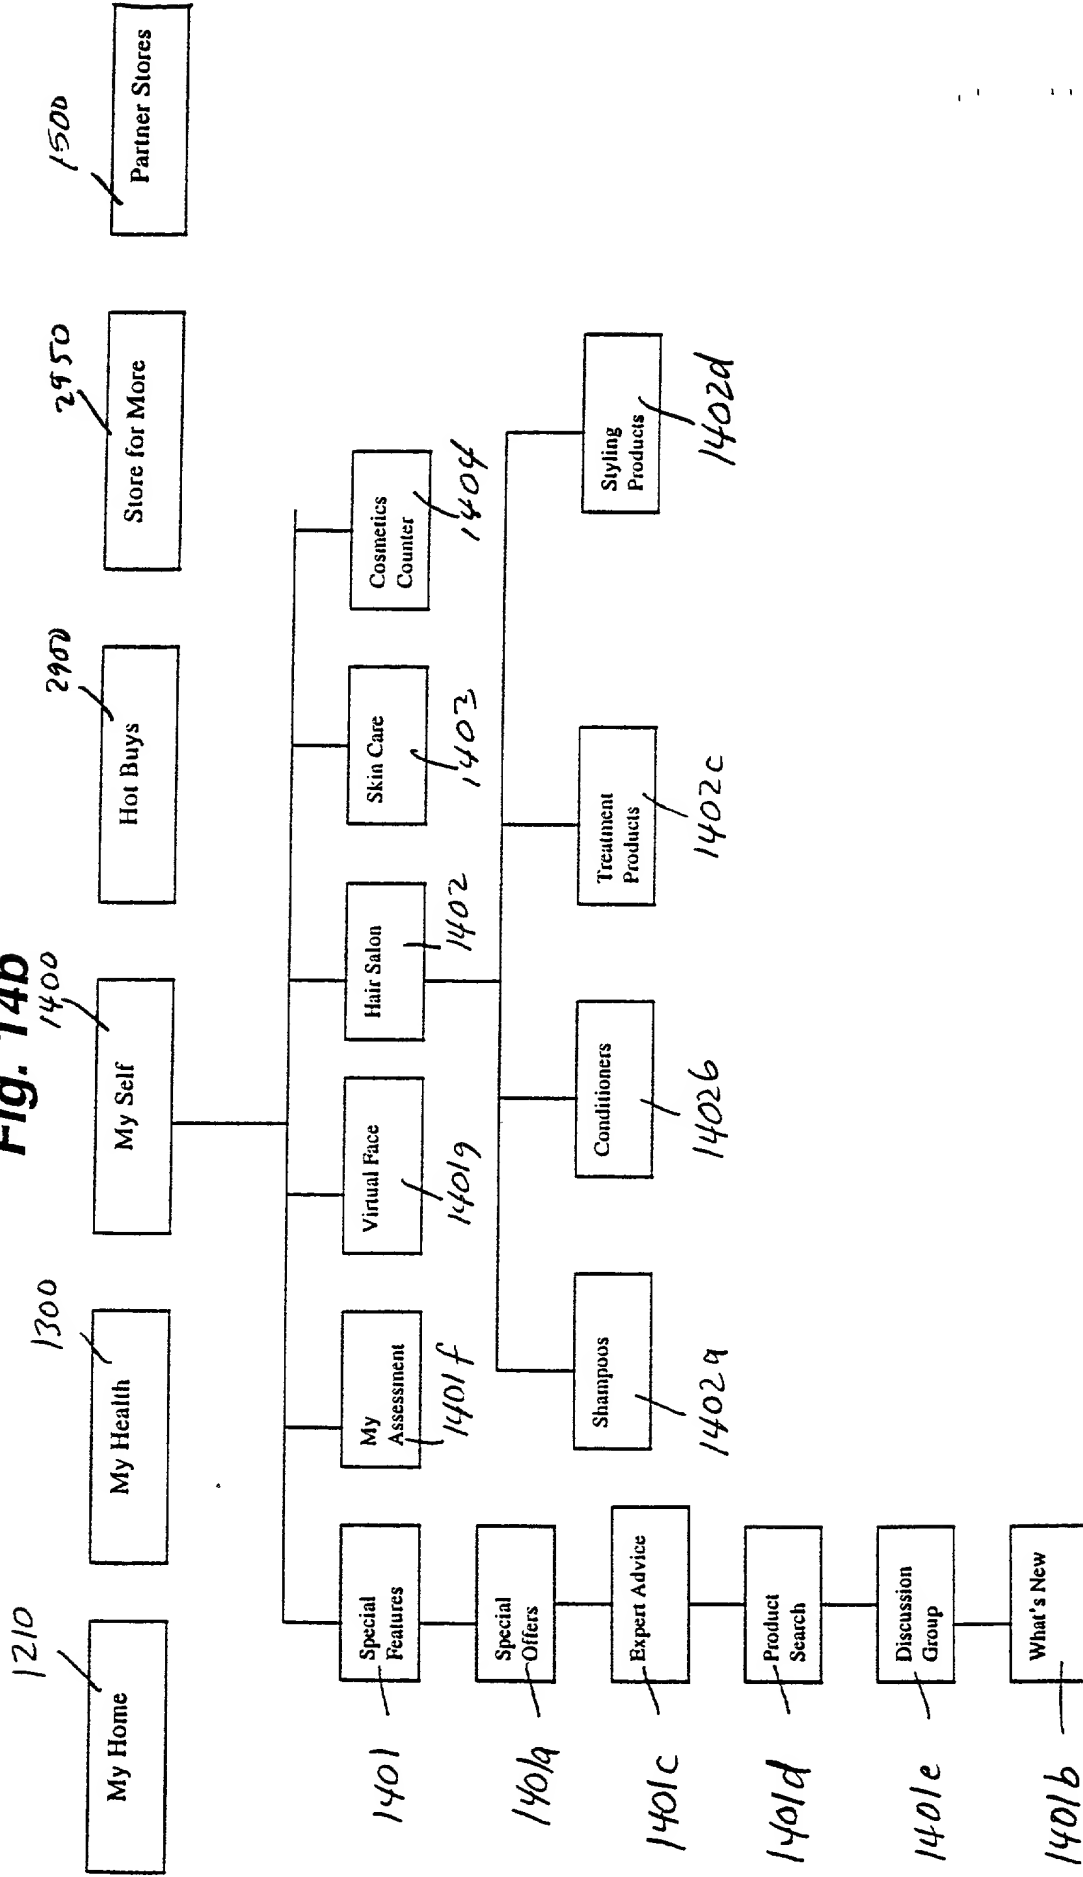 Fig. 14b
1210
1300
1400
2900
2950
1500
My Home
My Health
My Self
Hot Buys
Store for More
Partner Stores
Special
Features
My
Assessment
Virtual Face
Hair Salon
Skin Care
Cosmetics
Counter
1401
1401f
1401g
1402
1403
1404
Special
Offers
1401a
Expert Advice
1401c
Product
Search
1401d
Discussion
Group
1401e
What's New
1401b
Shampoos
Conditioners
Treatment
Products
Styling
Products
1402a
1402b
1402c
1402d